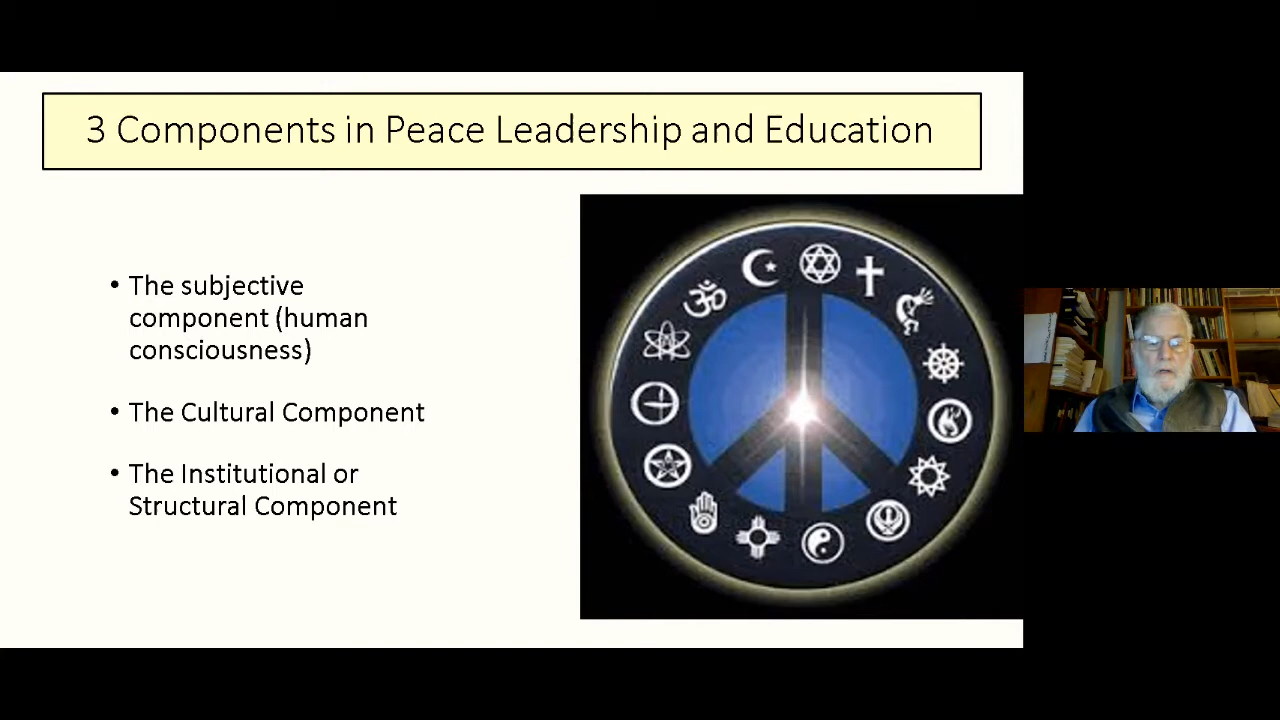 3 Components in Peace Leadership and Education
• The subjective
component (human
consciousness)
• The Cultural Component
• The Institutional or
Structural Component